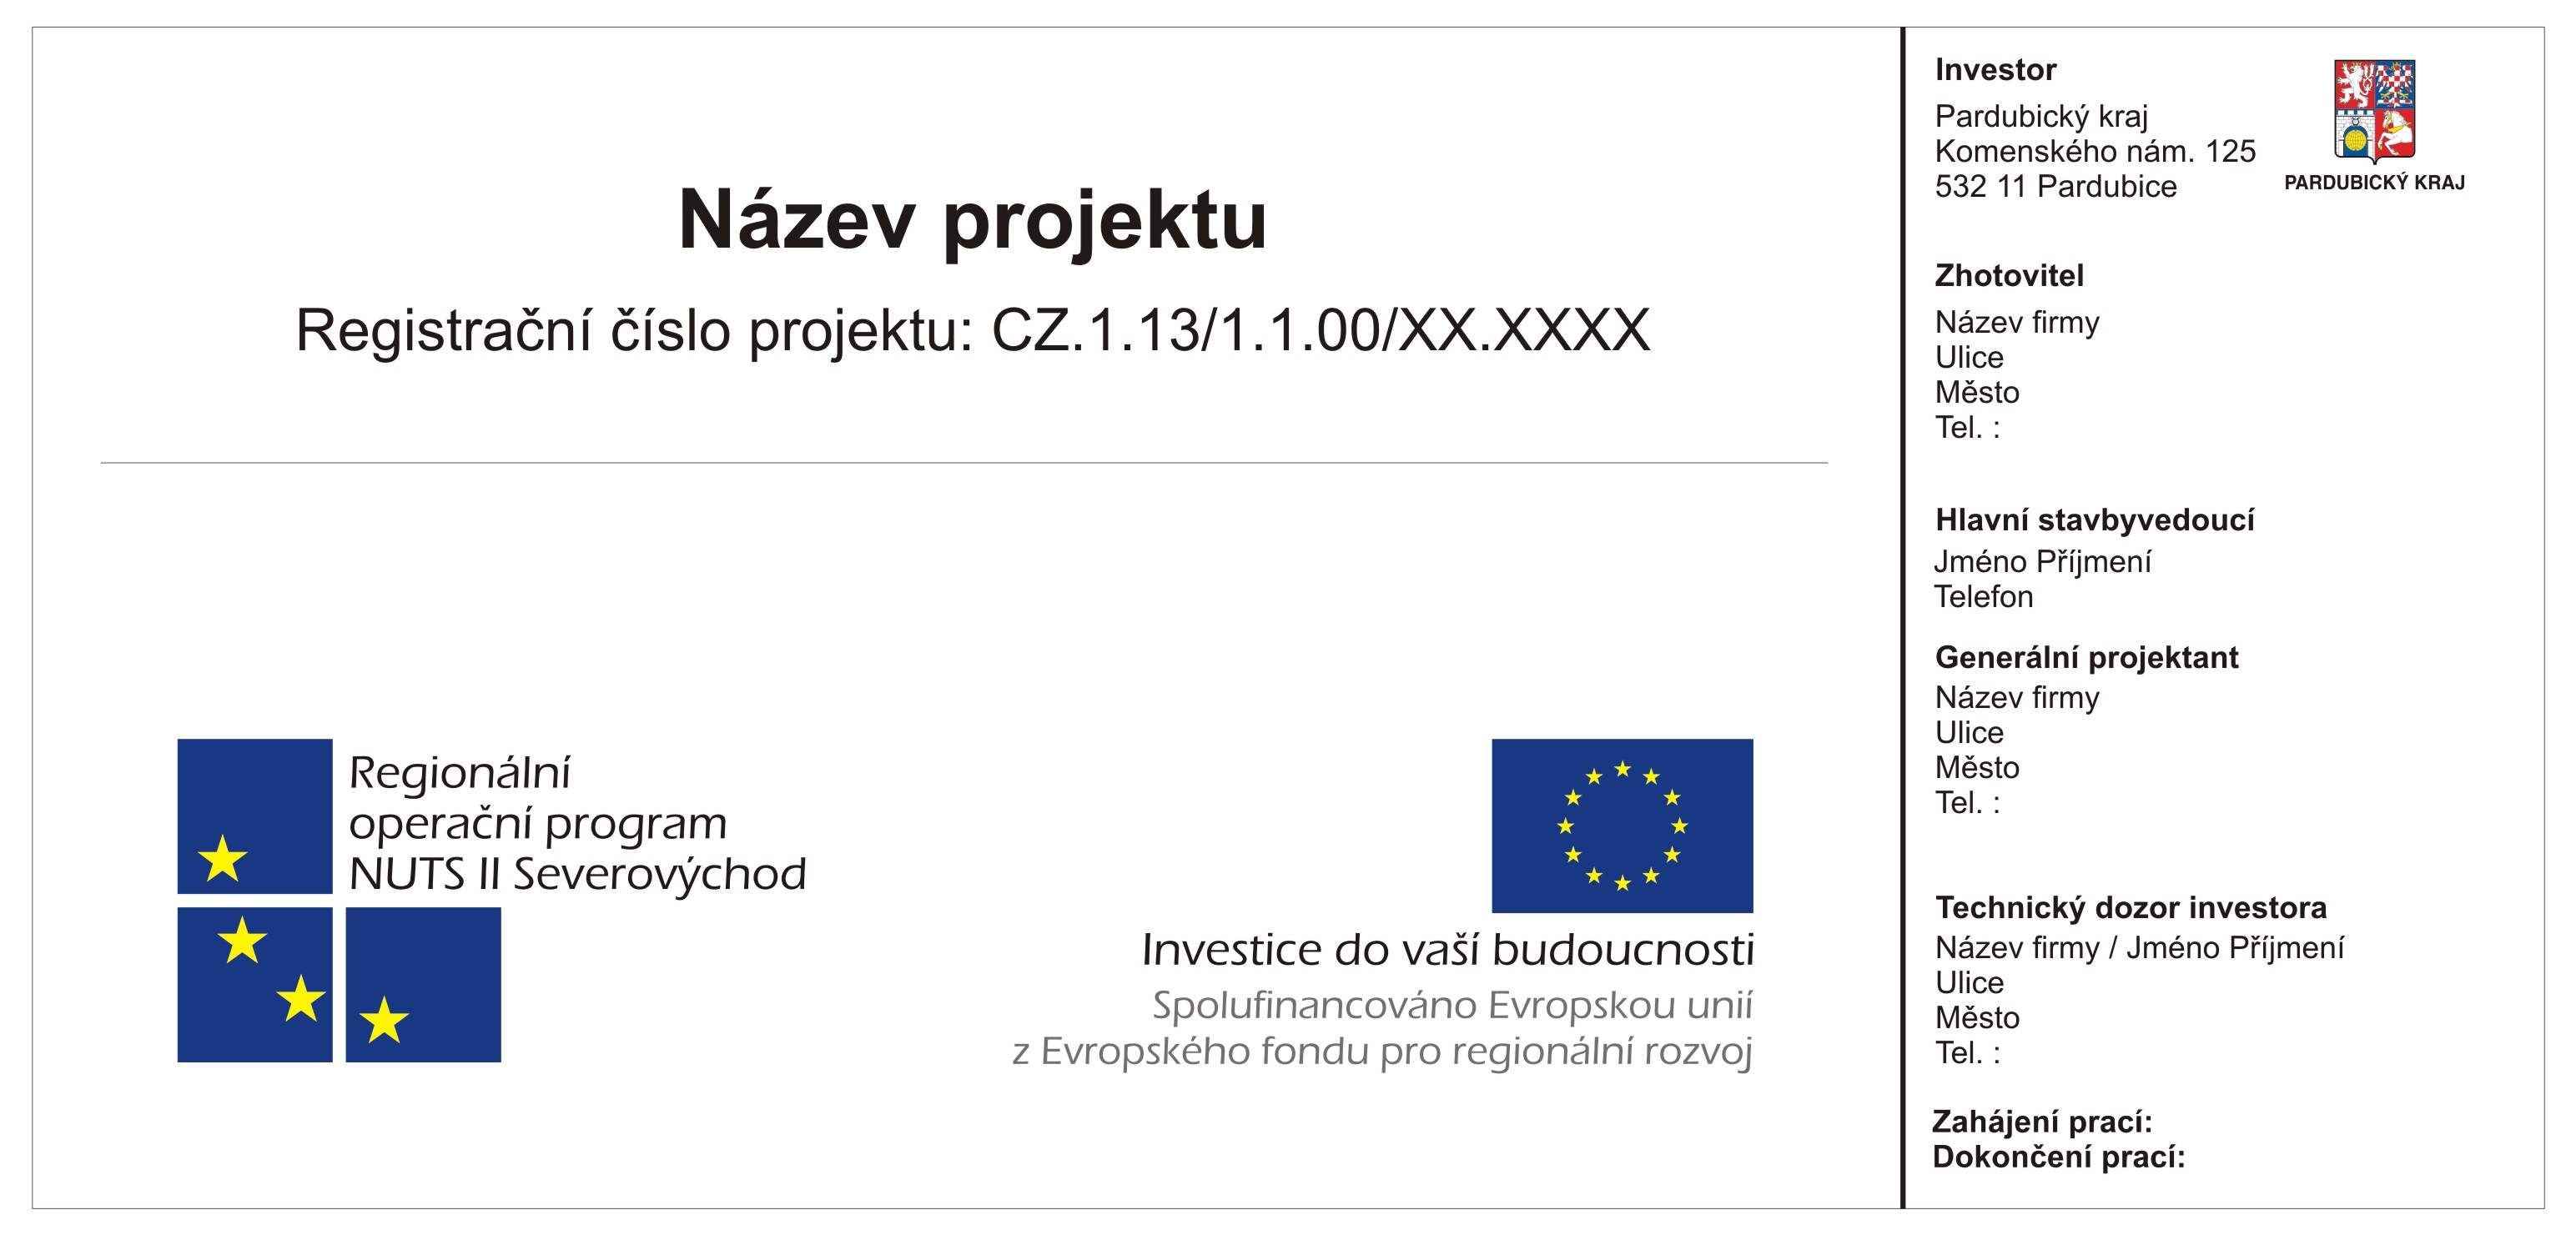 Název projektu
Registrační číslo projektu: CZ.1.13/1.1.00/XX.XXXX
Regionální
operační program
NUTS II Severovýchod
Investice do vaší budoucnosti
Spolufinancováno Evropskou unií
z Evropského fondu pro regionální rozvoj
Investor
Pardubický kraj
Komenského nám. 125
532 11 Pardubice
PARDUBICKÝ KRAJ
Zhotovitel
Název firmy
Ulice
Město
Tel. :
Hlavní stavbyvedoucí
Jméno Příjmení
Telefon
Generální projektant
Název firmy
Ulice
Město
Tel. :
Technický dozor investora
Název firmy / Jméno Příjmení
Ulice
Město
Tel. :
Zahájení prací:
Dokončení prací: